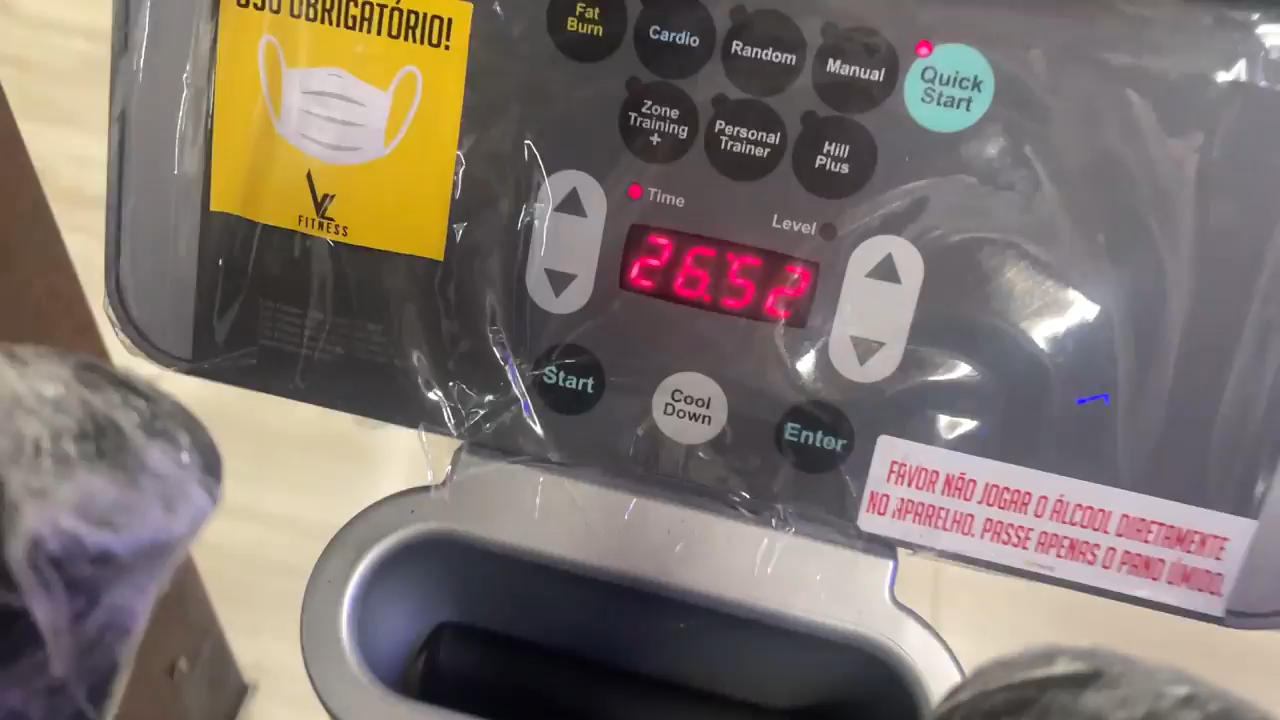 USO OBRIGATÓRIO!
VL
FITNESS
Fat
Burn
Cardio
Random
Manual
Quick
Start
Zone
Training
+
Personal
Trainer
Hill
Plus
Time
Level
26.52
Start
Cool
Down
Enter
FAVOR NÃO JOGAR O ÁLCOOL DIRETAMENTE
NO APARELHO. PASSE APENAS O PANO ÚMIDO.